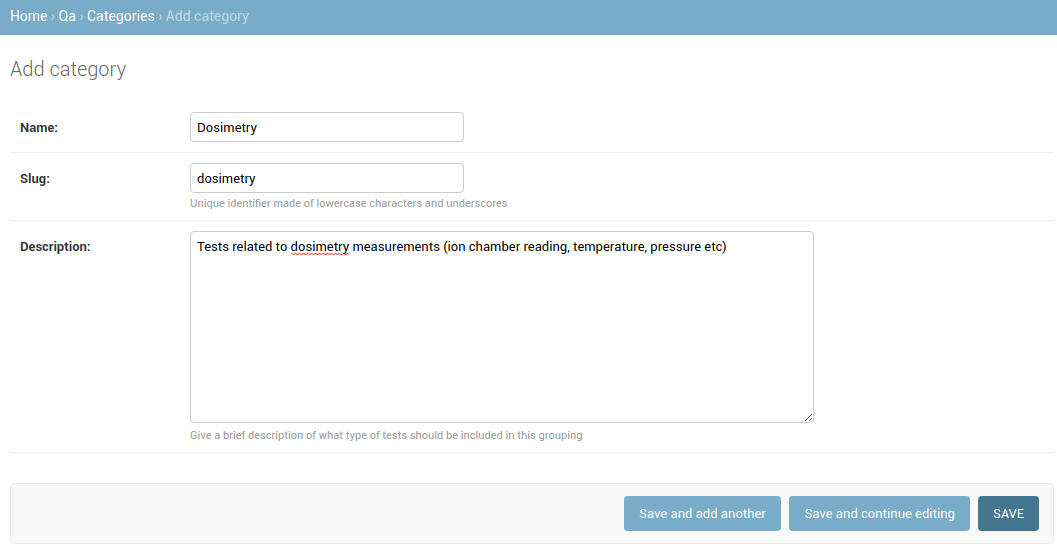 Home › Qa › Categories › Add category
Add category
Name:
Dosimetry
Slug:
dosimetry
Unique identifier made of lowercase characters and underscores
Description:
Tests related to dosimetry measurements (ion chamber reading, temperature, pressure etc)
Give a brief description of what type of tests should be included in this grouping
Save and add another
Save and continue editing
SAVE